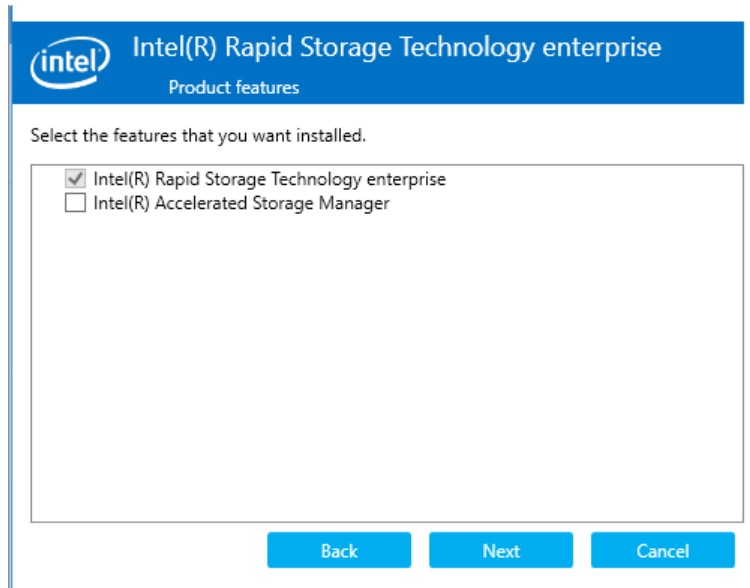 intel
Intel(R) Rapid Storage Technology enterprise
Product features
Select the features that you want installed.
Intel(R) Rapid Storage Technology enterprise
Intel(R) Accelerated Storage Manager
Back Next Cancel